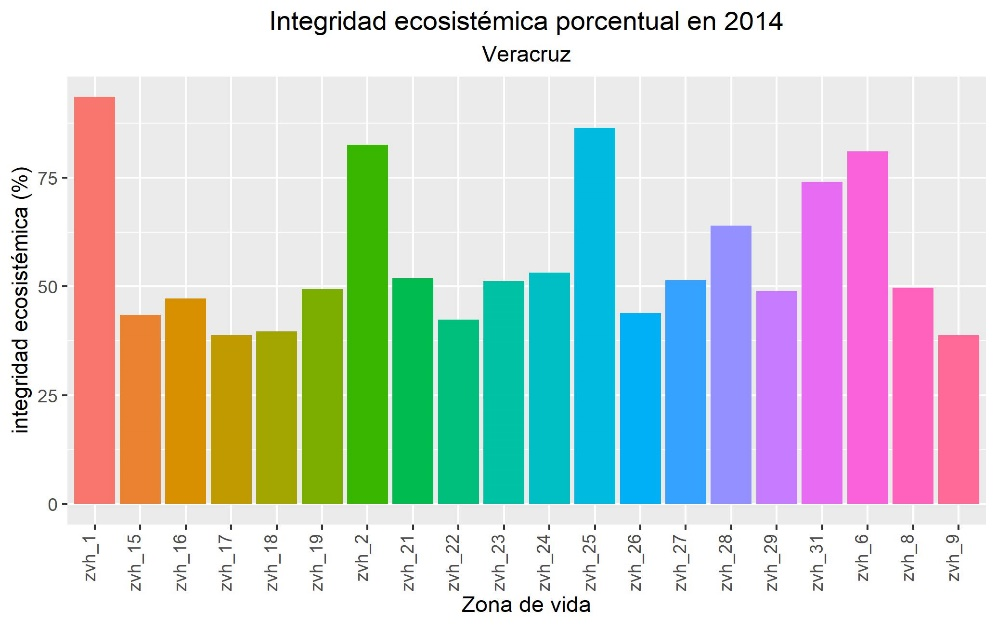 Integridad ecosistémica porcentual en 2014
Veracruz
integridad ecosistémica (%)
75
50
25
0
zvh_1
zvh_15
zvh_16
zvh_17
zvh_18
zvh_19
zvh_2
zvh_21
zvh_22
zvh_23
zvh_24
zvh_25
zvh_26
zvh_27
zvh_28
zvh_29
zvh_31
zvh_6
zvh_8
zvh_9
Zona de vida